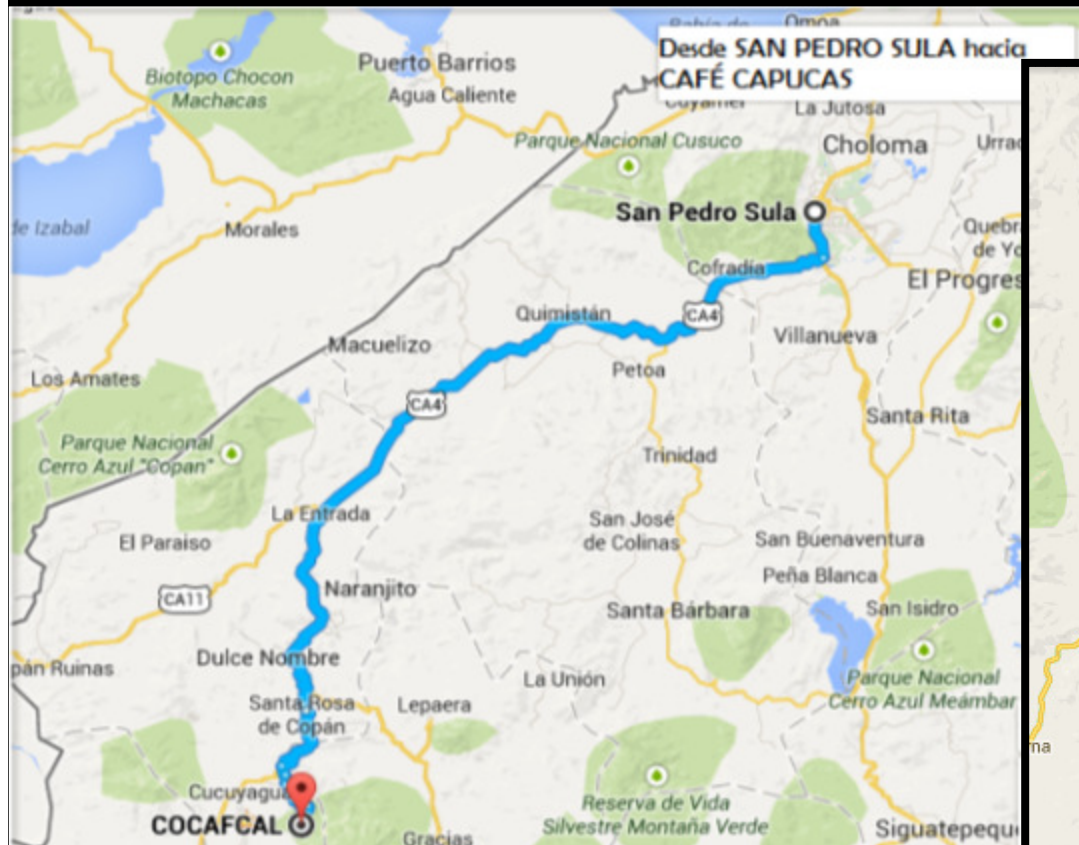 Omoa
Desde SAN PEDRO SULA hacia
CAFÉ CAPUCAS
Puerto Barrios
Biotopo Chocon
Machacas
Agua Caliente
La Jutosa
Parque Nacional Cusuco
Choloma
San Pedro Sula
de Izabal
Morales
Cofradía
El Progres
Quimistán
CA4
Villanueva
Macuelizo
Petoa
Los Amates
CA4
Santa Rita
Parque Nacional
Cerro Azul "Copan"
Trinidad
La Entrada
San José
de Colinas
El Paraiso
San Buenaventura
Peña Blanca
Naranjito
CA11
Santa Bárbara
San Isidro
Dulce Nombre
pán Ruinas
La Unión
Parque Nacional
Cerro Azul Meámbar
Santa Rosa
de Copán
Lepaera
na
Cucuyagua
Reserva de Vida
Silvestre Montaña Verde
COCAFCAL
Gracias
Siguatepequ